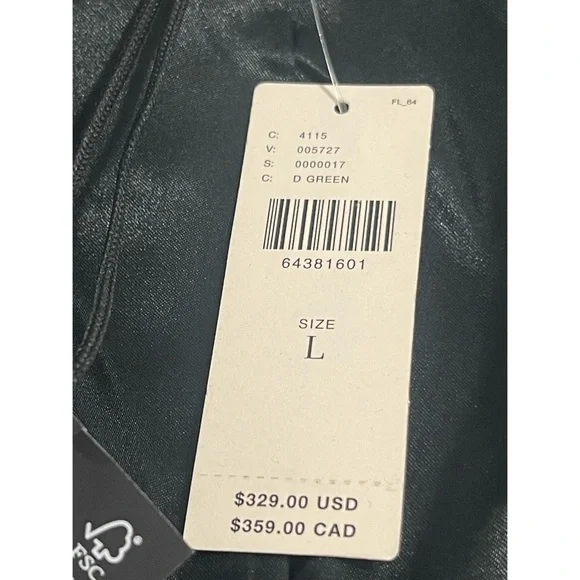 FL_64
C: 4115
V: 005727
S: 0000017
C: D GREEN
64381601
SIZE
L
$329.00 USD
$359.00 CAD
FSC